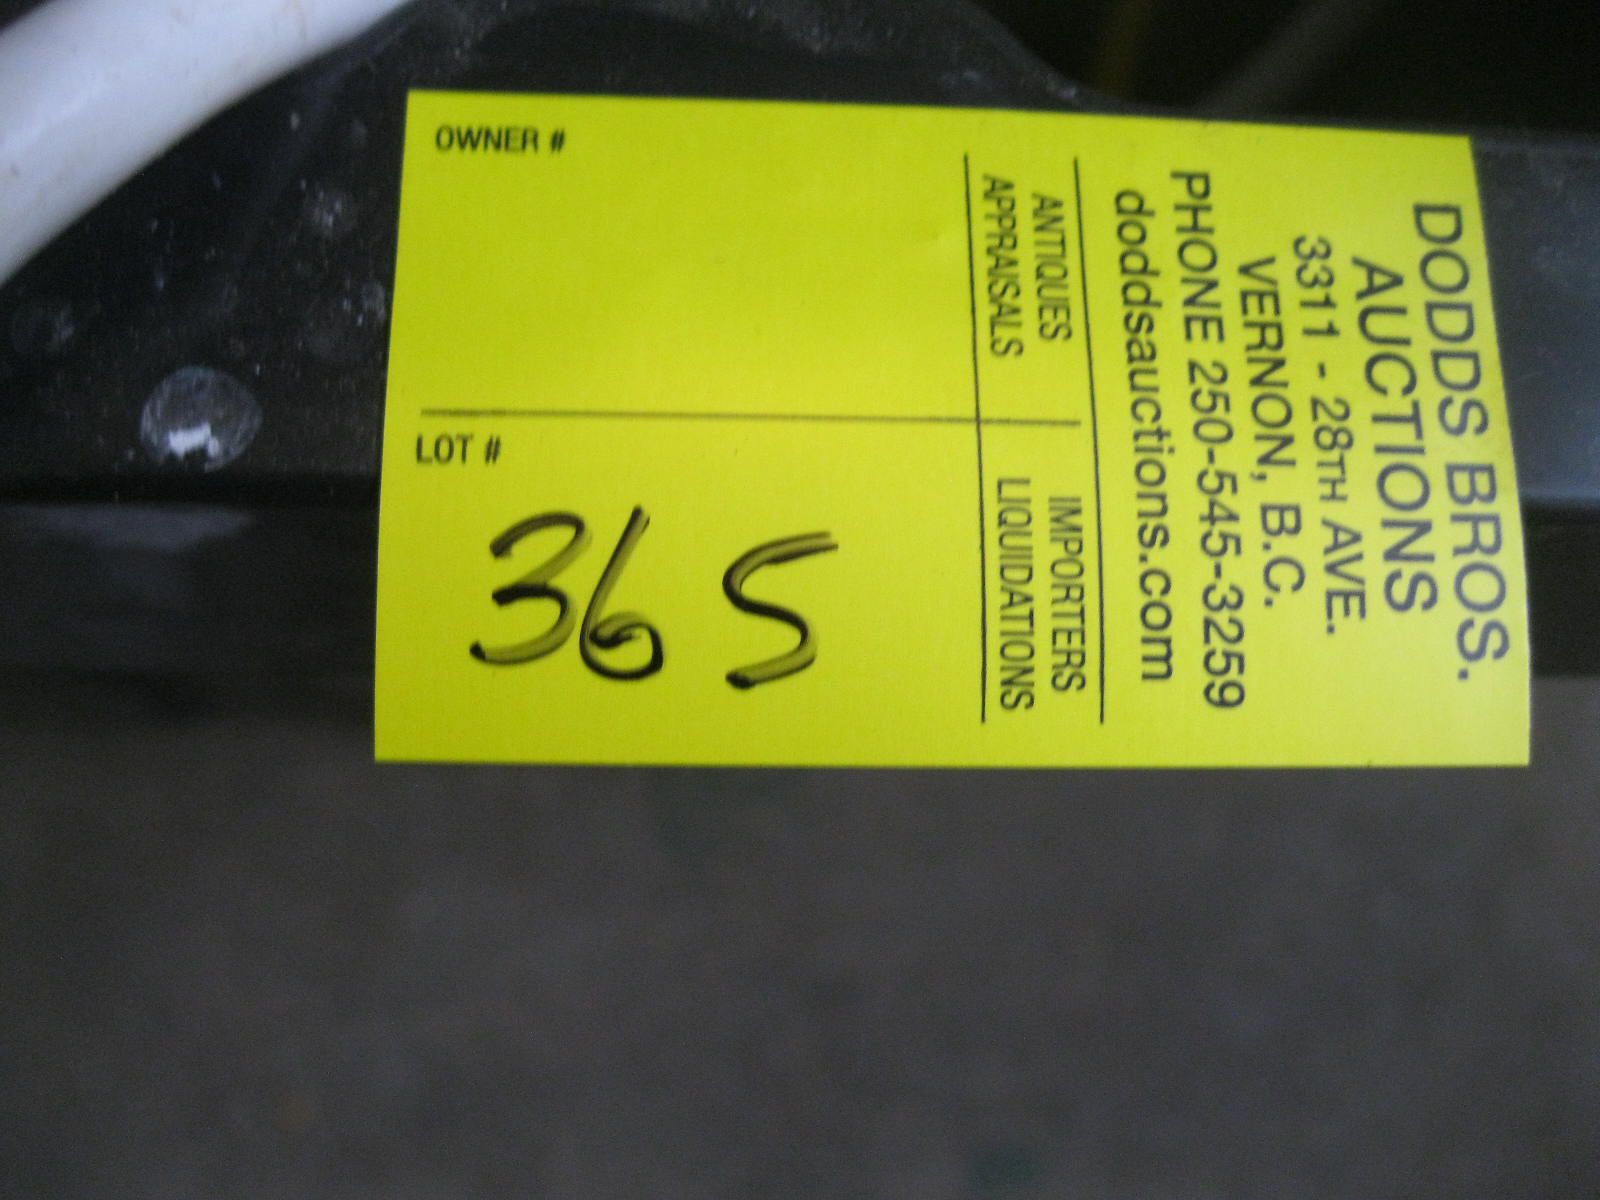 DODDS BROS.
AUCTIONS
3311 - 28TH AVE.
VERNON, B.C.
PHONE 250-545-3259
doddsauctions.com
ANTIQUES
APPRAISALS
IMPORTERS
LIQUIDATIONS
OWNER #
LOT #
365